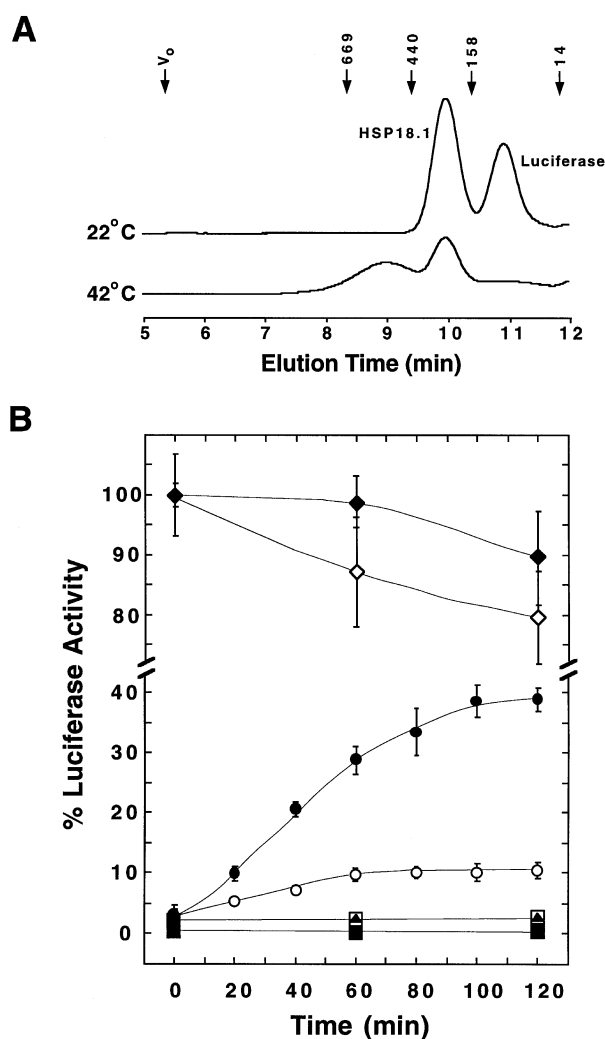 A
Vo 669 440 158 14
HSP18.1
Luciferase
22°C
42°C
5 6 7 8 9 10 11 12
Elution Time (min)
B
100
90
80
40
30
20
10
0
% Luciferase Activity
0 20 40 60 80 100 120
Time (min)